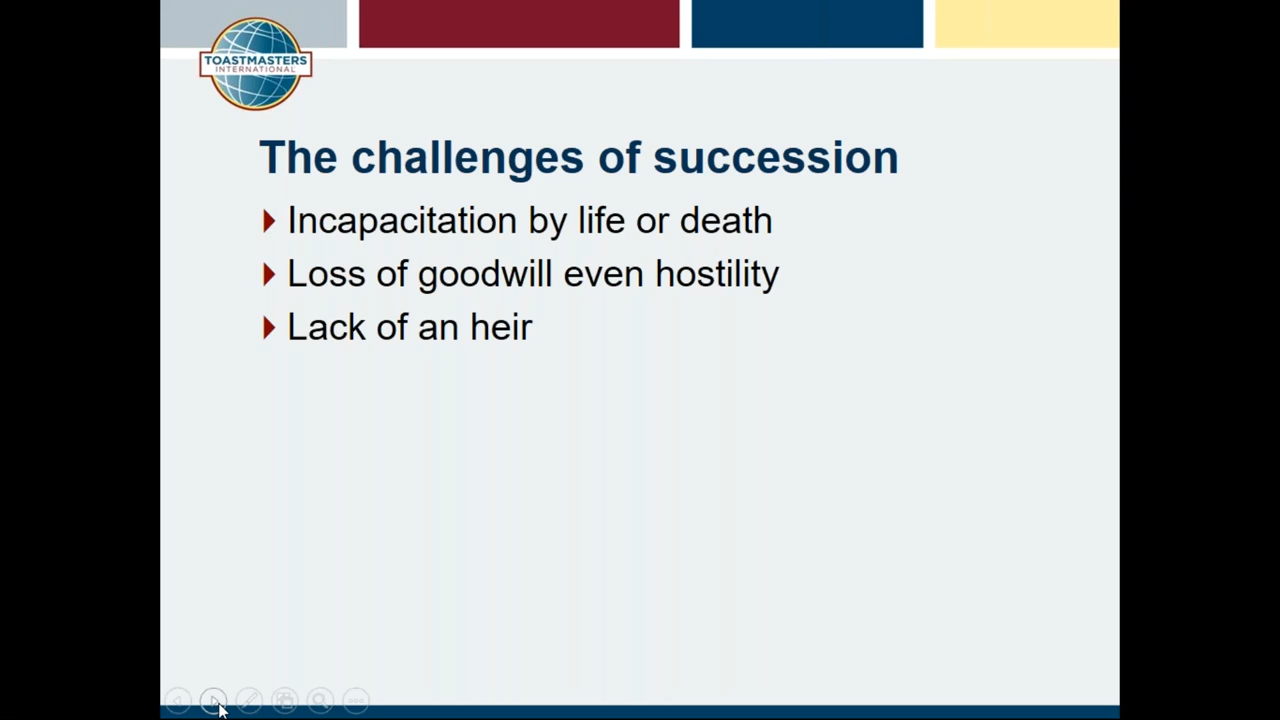 TOASTMASTERS
INTERNATIONAL
The challenges of succession
Incapacitation by life or death
Loss of goodwill even hostility
Lack of an heir